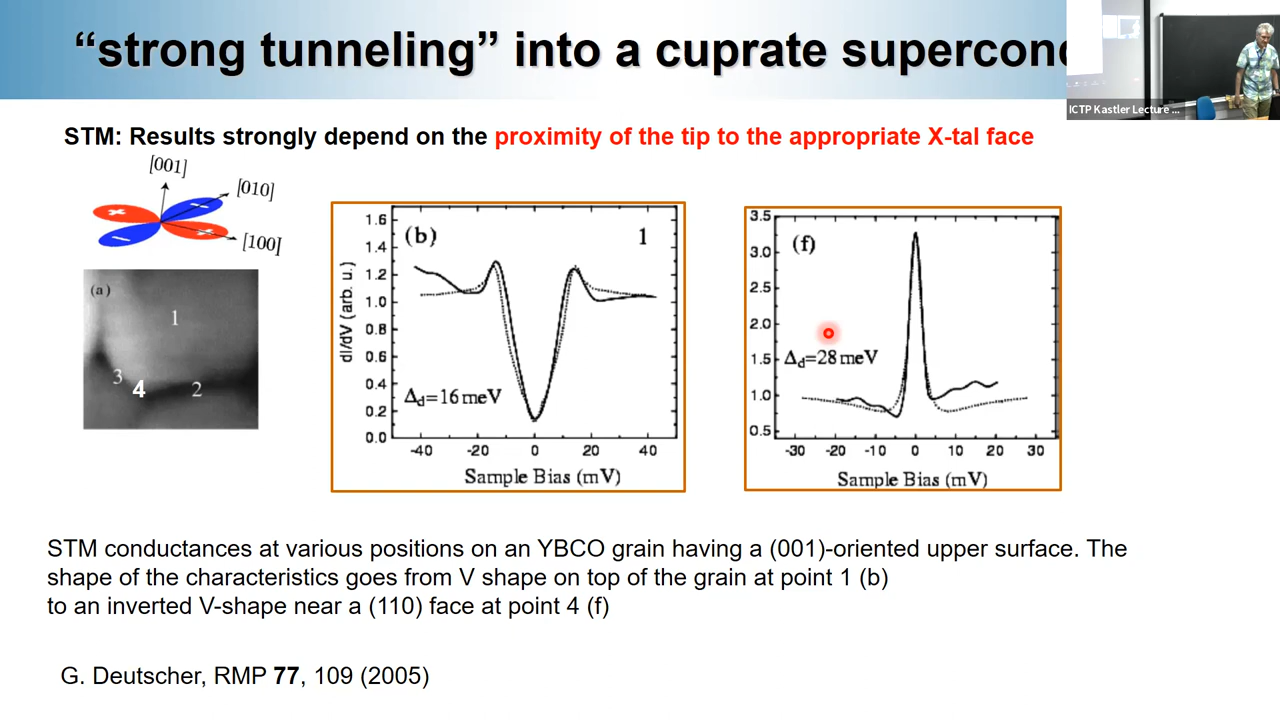 “strong tunneling” into a cuprate supercond
ICTP Kastler Lecture ...
STM: Results strongly depend on the proximity of the tip to the appropriate X-tal face
[001]
[010]
[100]
+
−
−
+
(a)
1
3
4
2
(b)
1
dI/dV (arb. u.)
1.6
1.4
1.2
1.0
0.8
0.6
0.4
0.2
0.0
Δd=16meV
-40 -20 0 20 40
Sample Bias (mV)
(f)
3.5
3.0
2.5
2.0
1.5
1.0
0.5
Δd=28meV
-30 -20 -10 0 10 20 30
Sample Bias (mV)
STM conductances at various positions on an YBCO grain having a (001)-oriented upper surface. The
shape of the characteristics goes from V shape on top of the grain at point 1 (b)
to an inverted V-shape near a (110) face at point 4 (f)
G. Deutscher, RMP 77, 109 (2005)